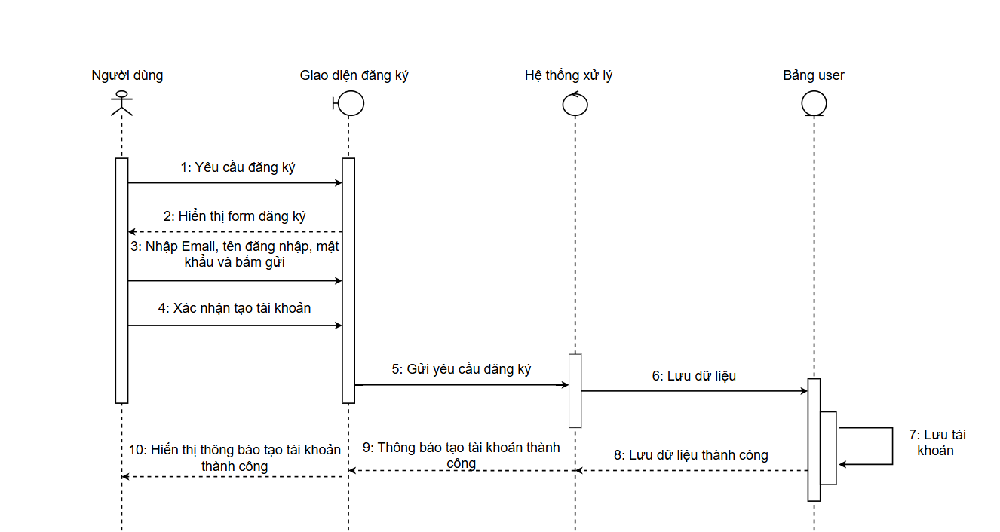 Người dùng
Giao diện đăng ký
Hệ thống xử lý
Bảng user
1: Yêu cầu đăng ký
2: Hiển thị form đăng ký
3: Nhập Email, tên đăng nhập, mật
khẩu và bấm gửi
4: Xác nhận tạo tài khoản
5: Gửi yêu cầu đăng ký
6: Lưu dữ liệu
7: Lưu tài
khoản
8: Lưu dữ liệu thành công
9: Thông báo tạo tài khoản thành
công
10: Hiển thị thông báo tạo tài khoản
thành công